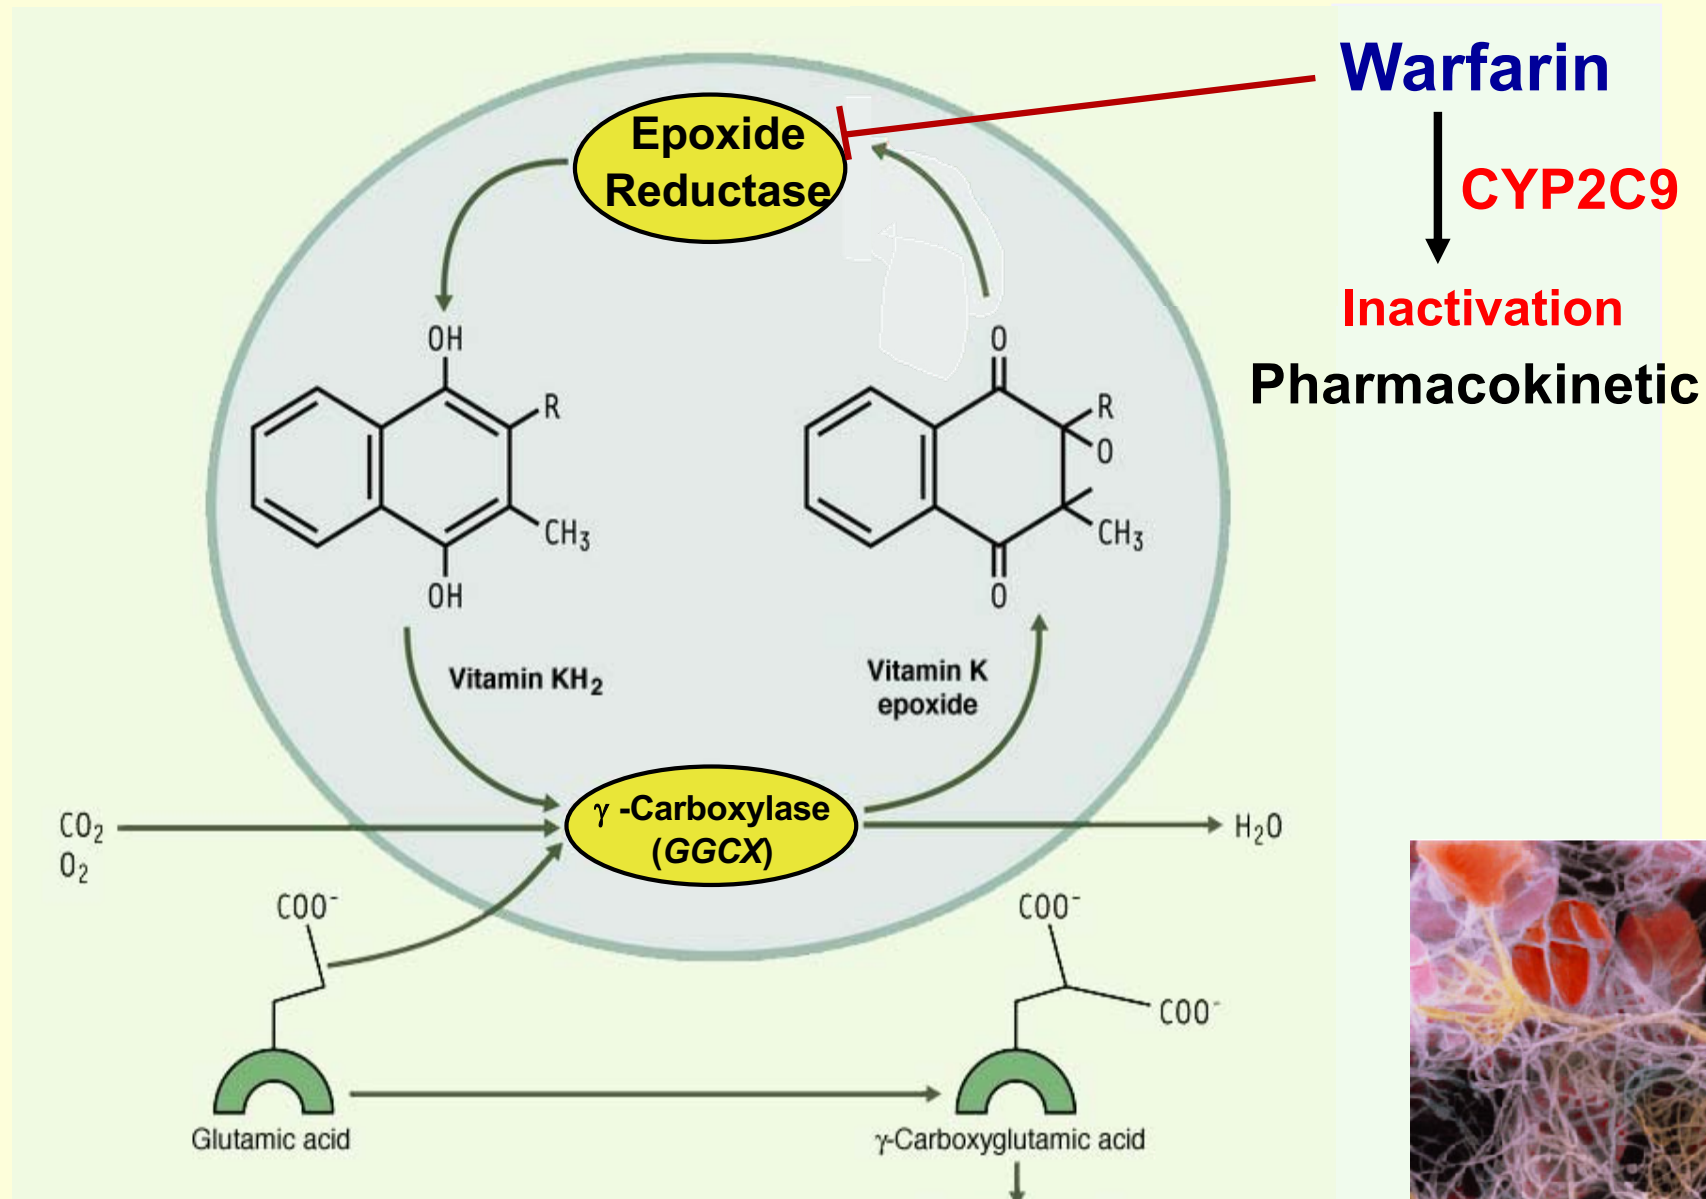 Warfarin
CYP2C9
Inactivation
Pharmacokinetic
Epoxide
Reductase
OH
R
CH₃
OH
O
R
O
CH₃
O
Vitamin KH₂
Vitamin K
epoxide
γ -Carboxylase
(GGCX)
CO₂
O₂
H₂O
COO⁻
COO⁻
COO⁻
Glutamic acid
γ-Carboxyglutamic acid